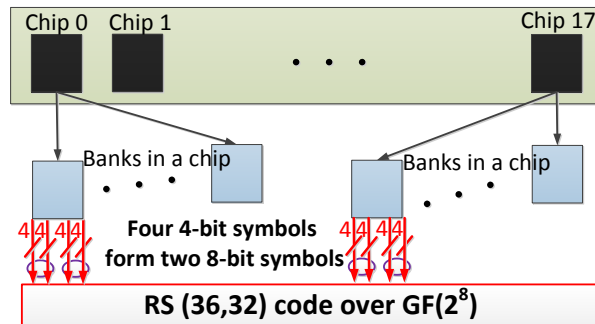 Chip 0 Chip 1 Chip 17
Banks in a chip Banks in a chip
4 4 4 4 Four 4-bit symbols 4 4 4 4
form two 8-bit symbols
RS (36,32) code over GF(2⁸)